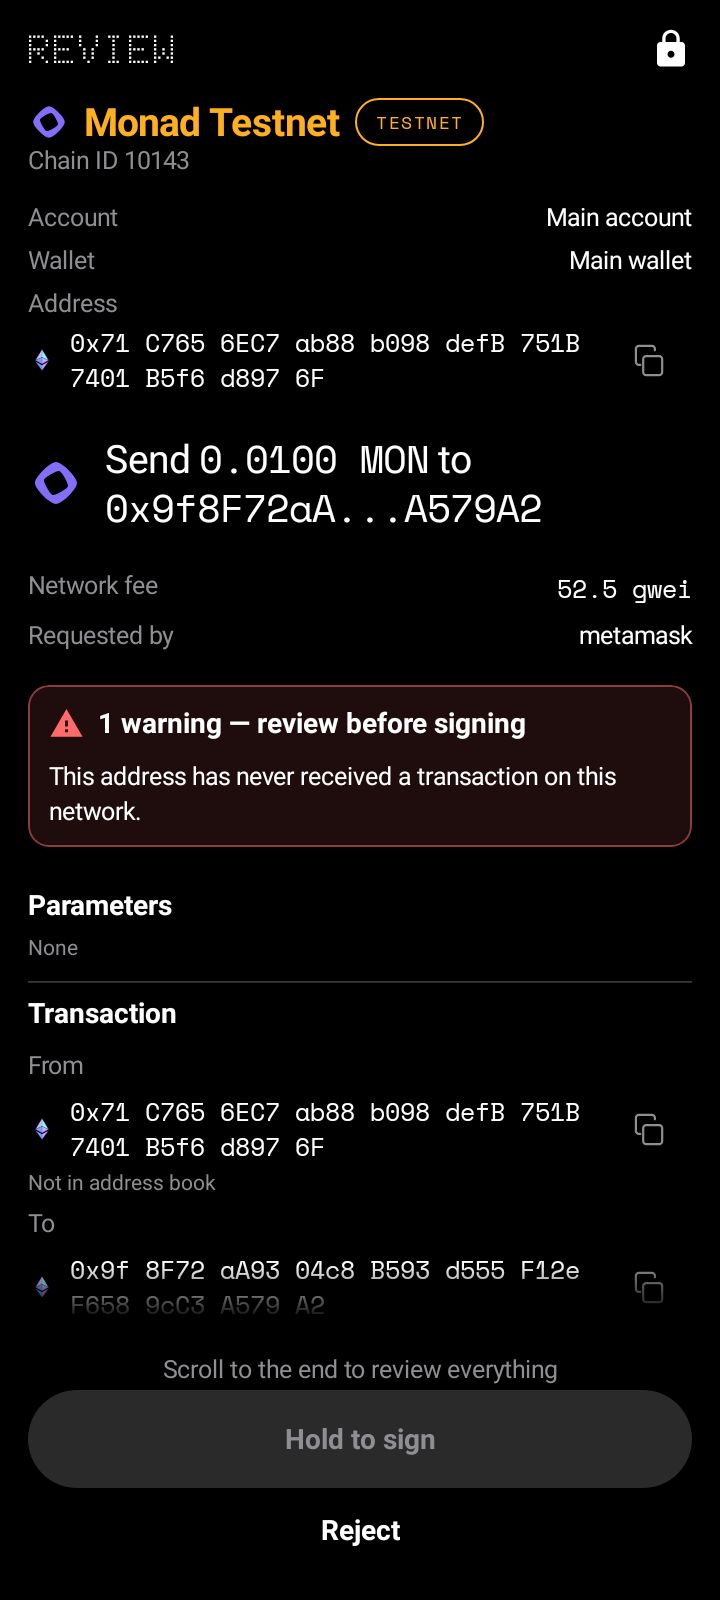 REVIEW
Monad Testnet TESTNET
Chain ID 10143
Account Main account
Wallet Main wallet
Address
0x71 C765 6EC7 ab88 b098 defB 751B
7401 B5f6 d897 6F
Send 0.0100 MON to
0x9f8F72aA...A579A2
Network fee 52.5 gwei
Requested by metamask
1 warning — review before signing
This address has never received a transaction on this
network.
Parameters
None
Transaction
From
0x71 C765 6EC7 ab88 b098 defB 751B
7401 B5f6 d897 6F
Not in address book
To
0x9f 8F72 aA93 04c8 B593 d555 F12e
F658 9cC3 A579 A2
Scroll to the end to review everything
Hold to sign
Reject